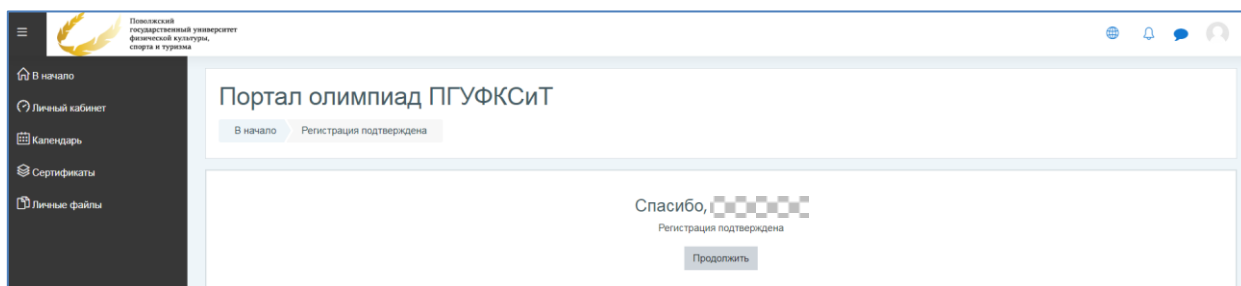 Поволжский
государственный университет
физической культуры,
спорта и туризма
В начало
Личный кабинет
Календарь
Сертификаты
Личные файлы
Портал олимпиад ПГУФКСиТ
В начало Регистрация подтверждена
Спасибо,
Регистрация подтверждена
Продолжить